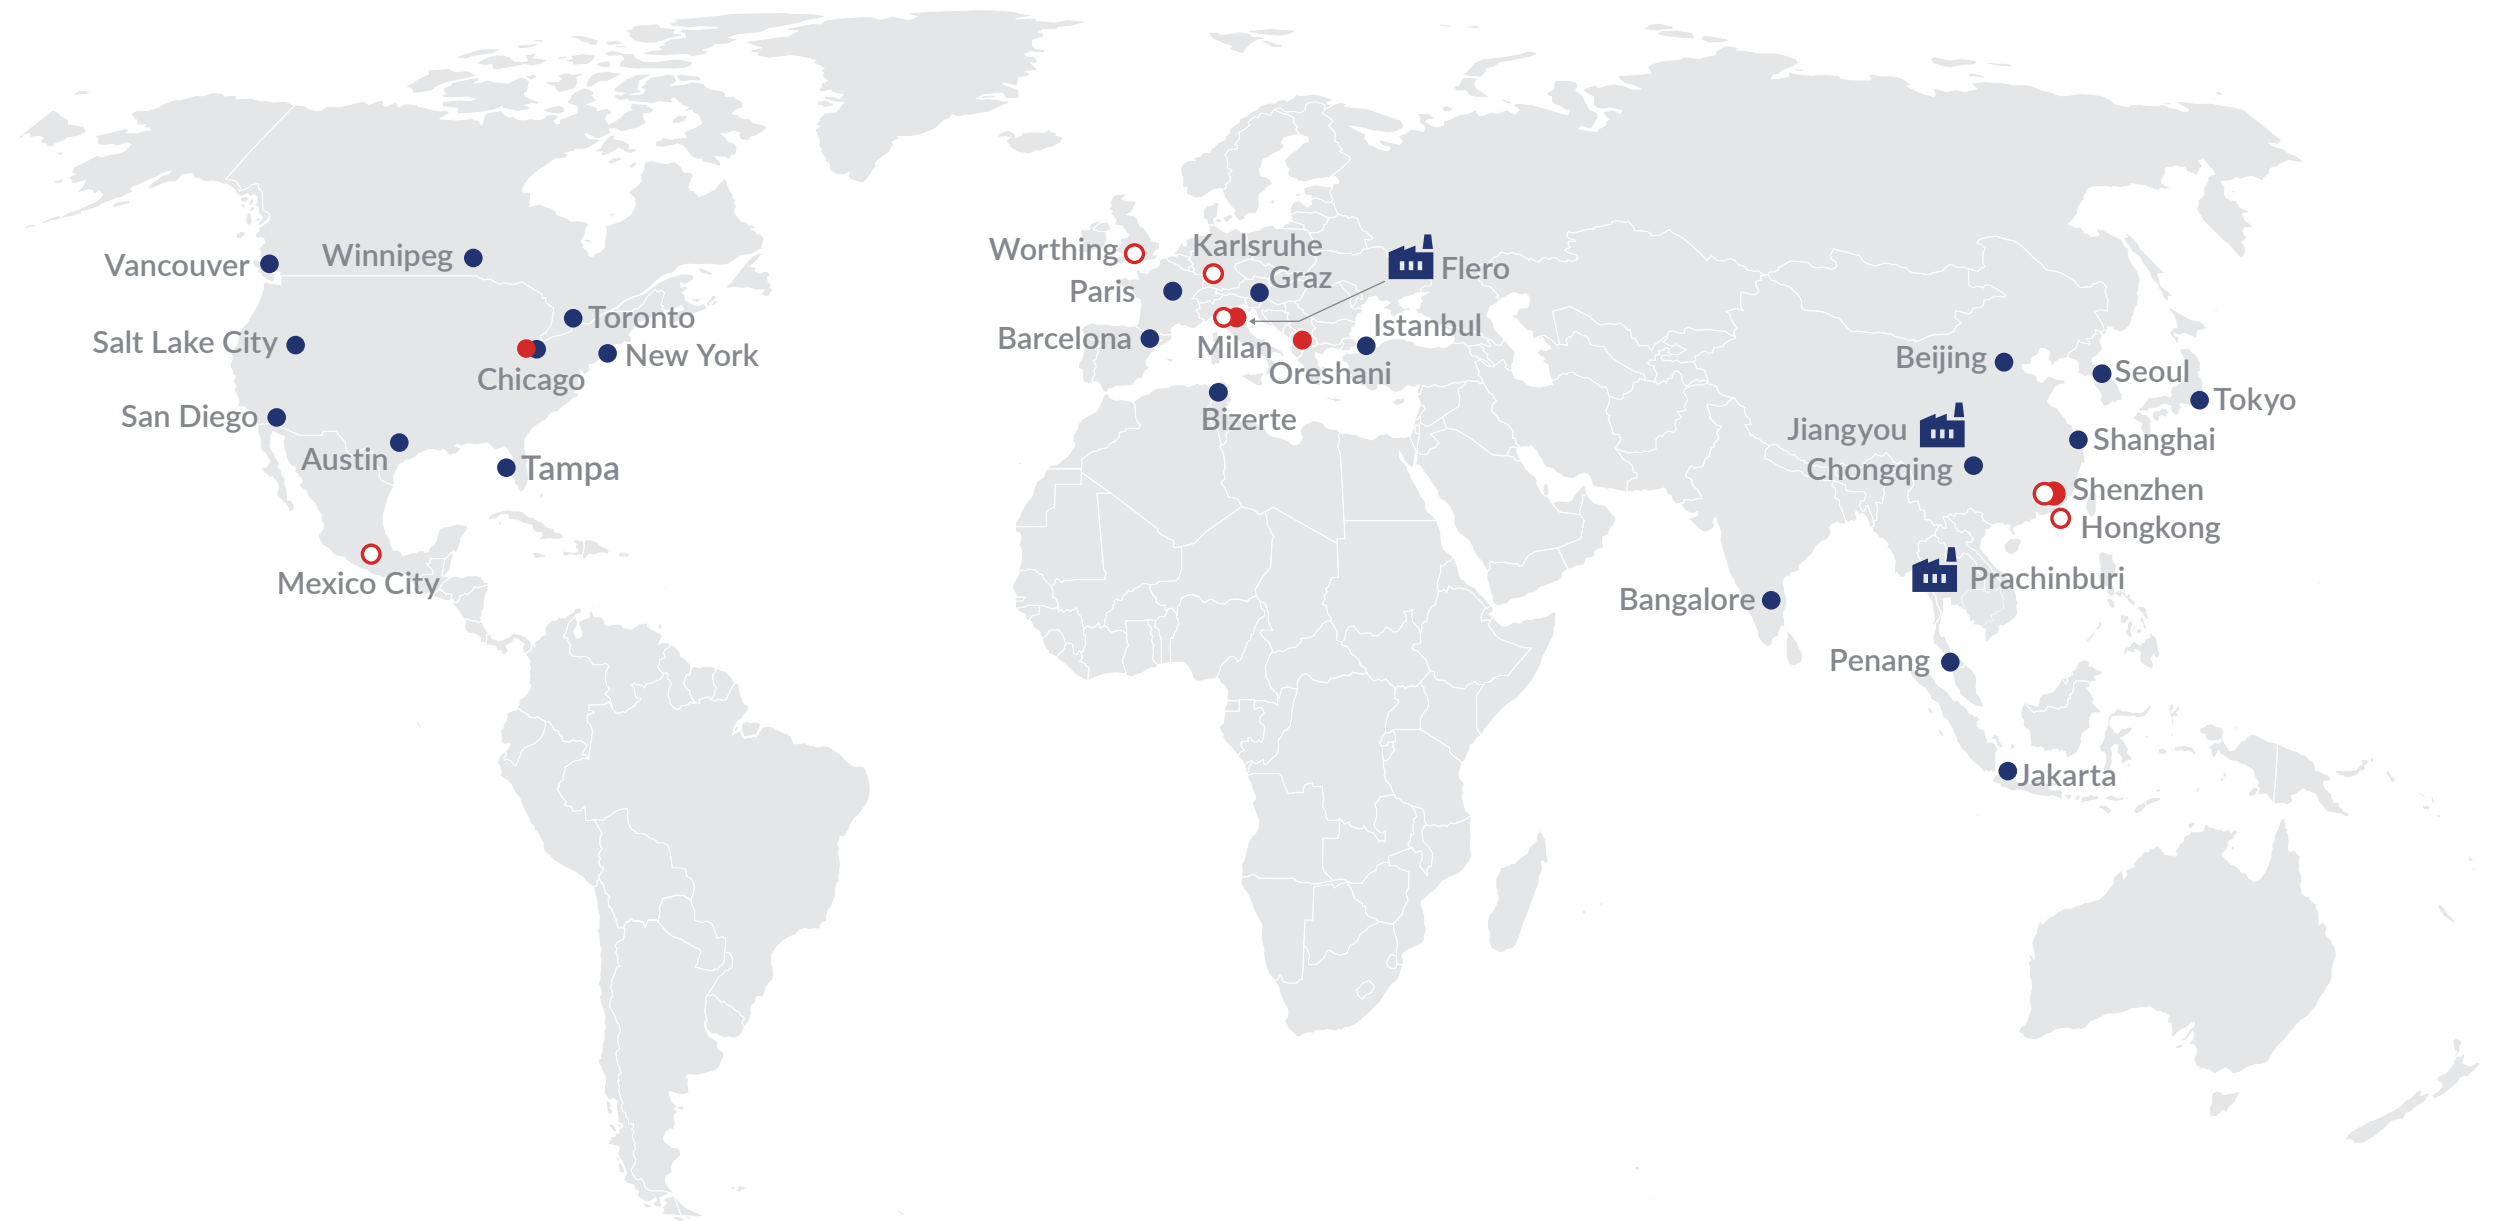 Vancouver
Winnipeg
Salt Lake City
Toronto
New York
Chicago
San Diego
Austin
Tampa
Mexico City
Worthing
Karlsruhe
Graz
Flero
Paris
Barcelona
Milan
Istanbul
Oreshani
Bizerte
Beijing
Seoul
Tokyo
Jiangyou
Shanghai
Chongqing
Shenzhen
Hongkong
Prachinburi
Bangalore
Penang
Jakarta